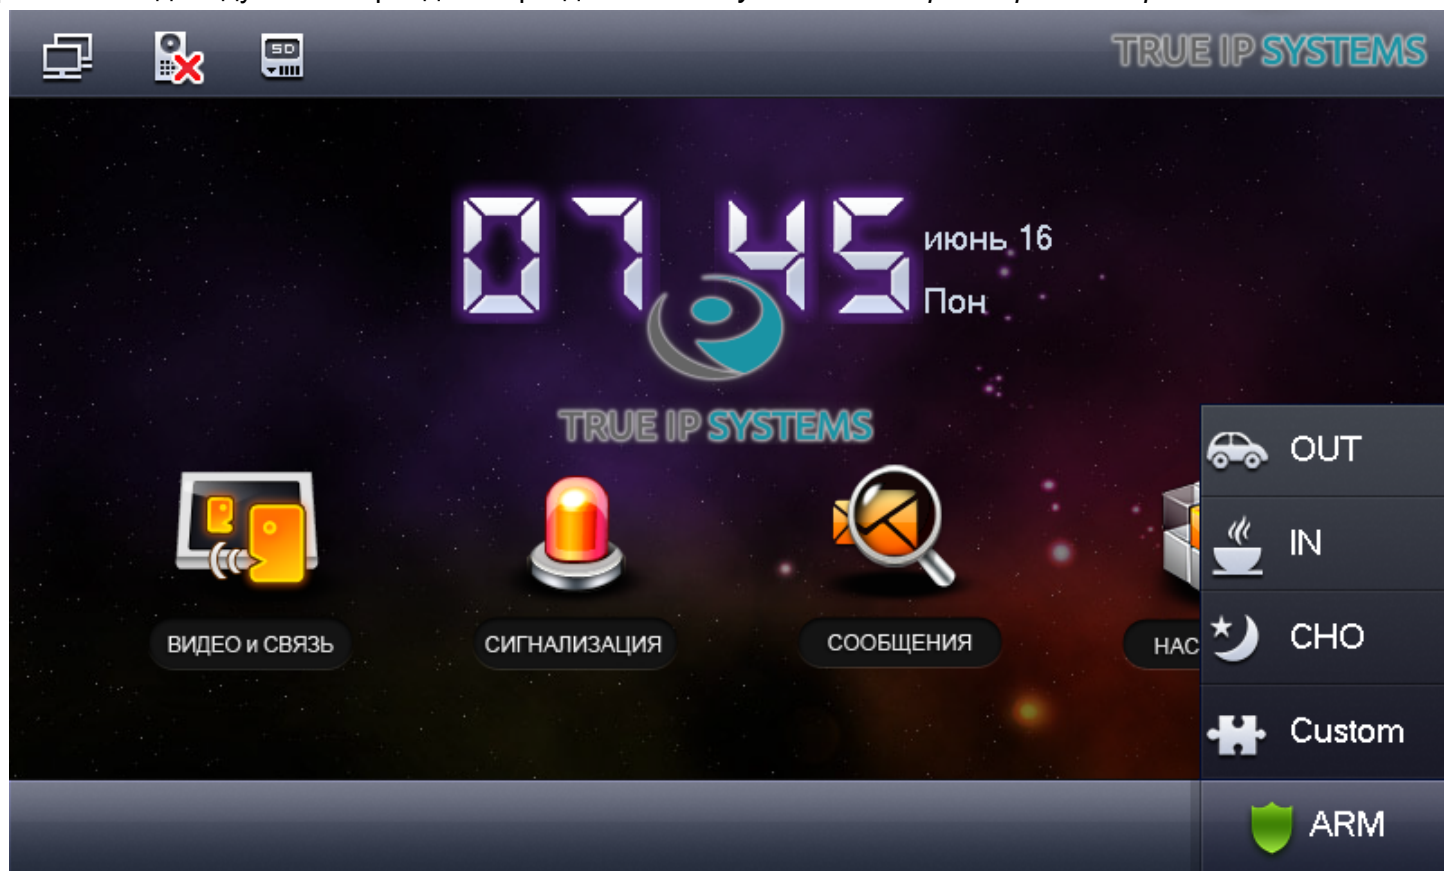 SD
TRUE IP SYSTEMS
07 45
июнь 16
Пон
TRUE IP SYSTEMS
ВИДЕО и СВЯЗЬ
СИГНАЛИЗАЦИЯ
СООБЩЕНИЯ
НАС
OUT
IN
CHO
Custom
ARM